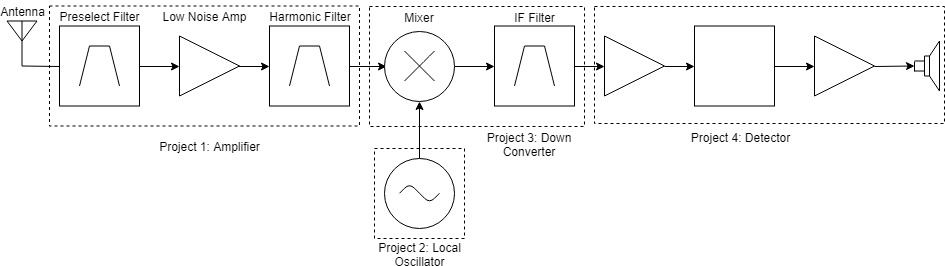 Antenna
Preselect Filter
Low Noise Amp
Harmonic Filter
Mixer
IF Filter
Project 1: Amplifier
Project 3: Down
Converter
Project 4: Detector
Project 2: Local
Oscillator